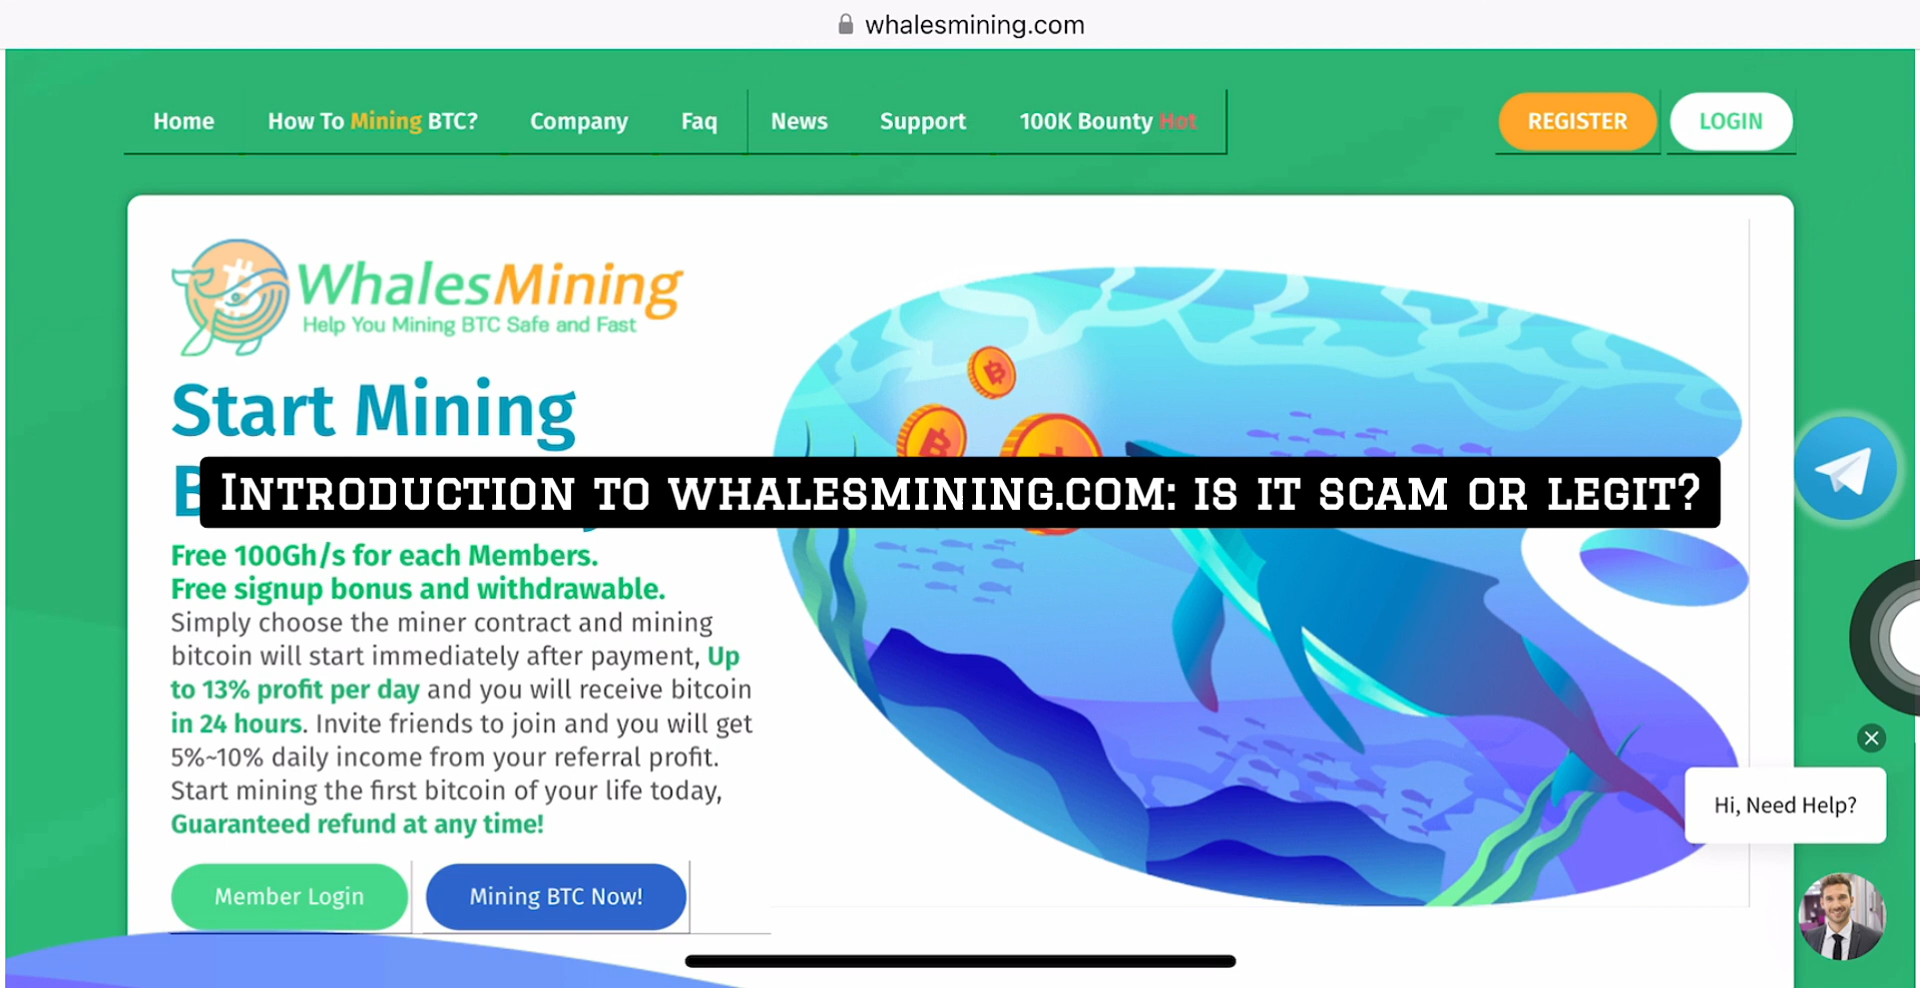 whalesmining.com
Home How To Mining BTC? Company Faq News Support 100K Bounty Hot REGISTER LOGIN
WhalesMining
Help You Mining BTC Safe and Fast
Start Mining
Introduction to whalesmining.com: is it scam or legit?
Free 100Gh/s for each Members.
Free signup bonus and withdrawable.
Simply choose the miner contract and mining
bitcoin will start immediately after payment, Up
to 13% profit per day and you will receive bitcoin
in 24 hours. Invite friends to join and you will get
5%~10% daily income from your referral profit.
Start mining the first bitcoin of your life today,
Guaranteed refund at any time!
Hi, Need Help?
Member Login Mining BTC Now!